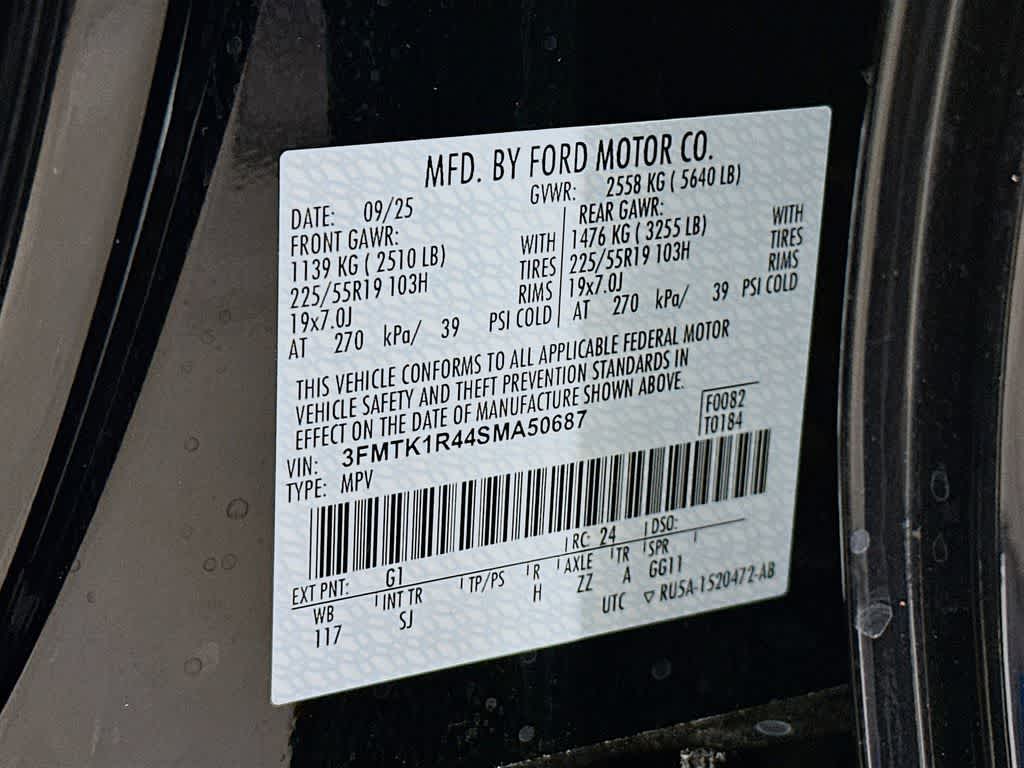 MFD. BY FORD MOTOR CO.
DATE: 09/25 GVWR: 2558 KG ( 5640 LB)
FRONT GAWR: REAR GAWR:
1139 KG ( 2510 LB) WITH 1476 KG ( 3255 LB) WITH
225/55R19 103H TIRES 225/55R19 103H TIRES
19x7.0J RIMS 19x7.0J RIMS
AT 270 kPa/ 39 PSI COLD AT 270 kPa/ 39 PSI COLD
THIS VEHICLE CONFORMS TO ALL APPLICABLE FEDERAL MOTOR
VEHICLE SAFETY AND THEFT PREVENTION STANDARDS IN
EFFECT ON THE DATE OF MANUFACTURE SHOWN ABOVE.
F0082
VIN: 3FMTK1R44SMA50687 T0184
TYPE: MPV
EXT PNT: G1 RC: 24 DSO:
WB INT TR TP/PS R AXLE TR SPR
117 SJ H ZZ A GG11
UTC ▽ RU5A-1520472-AB